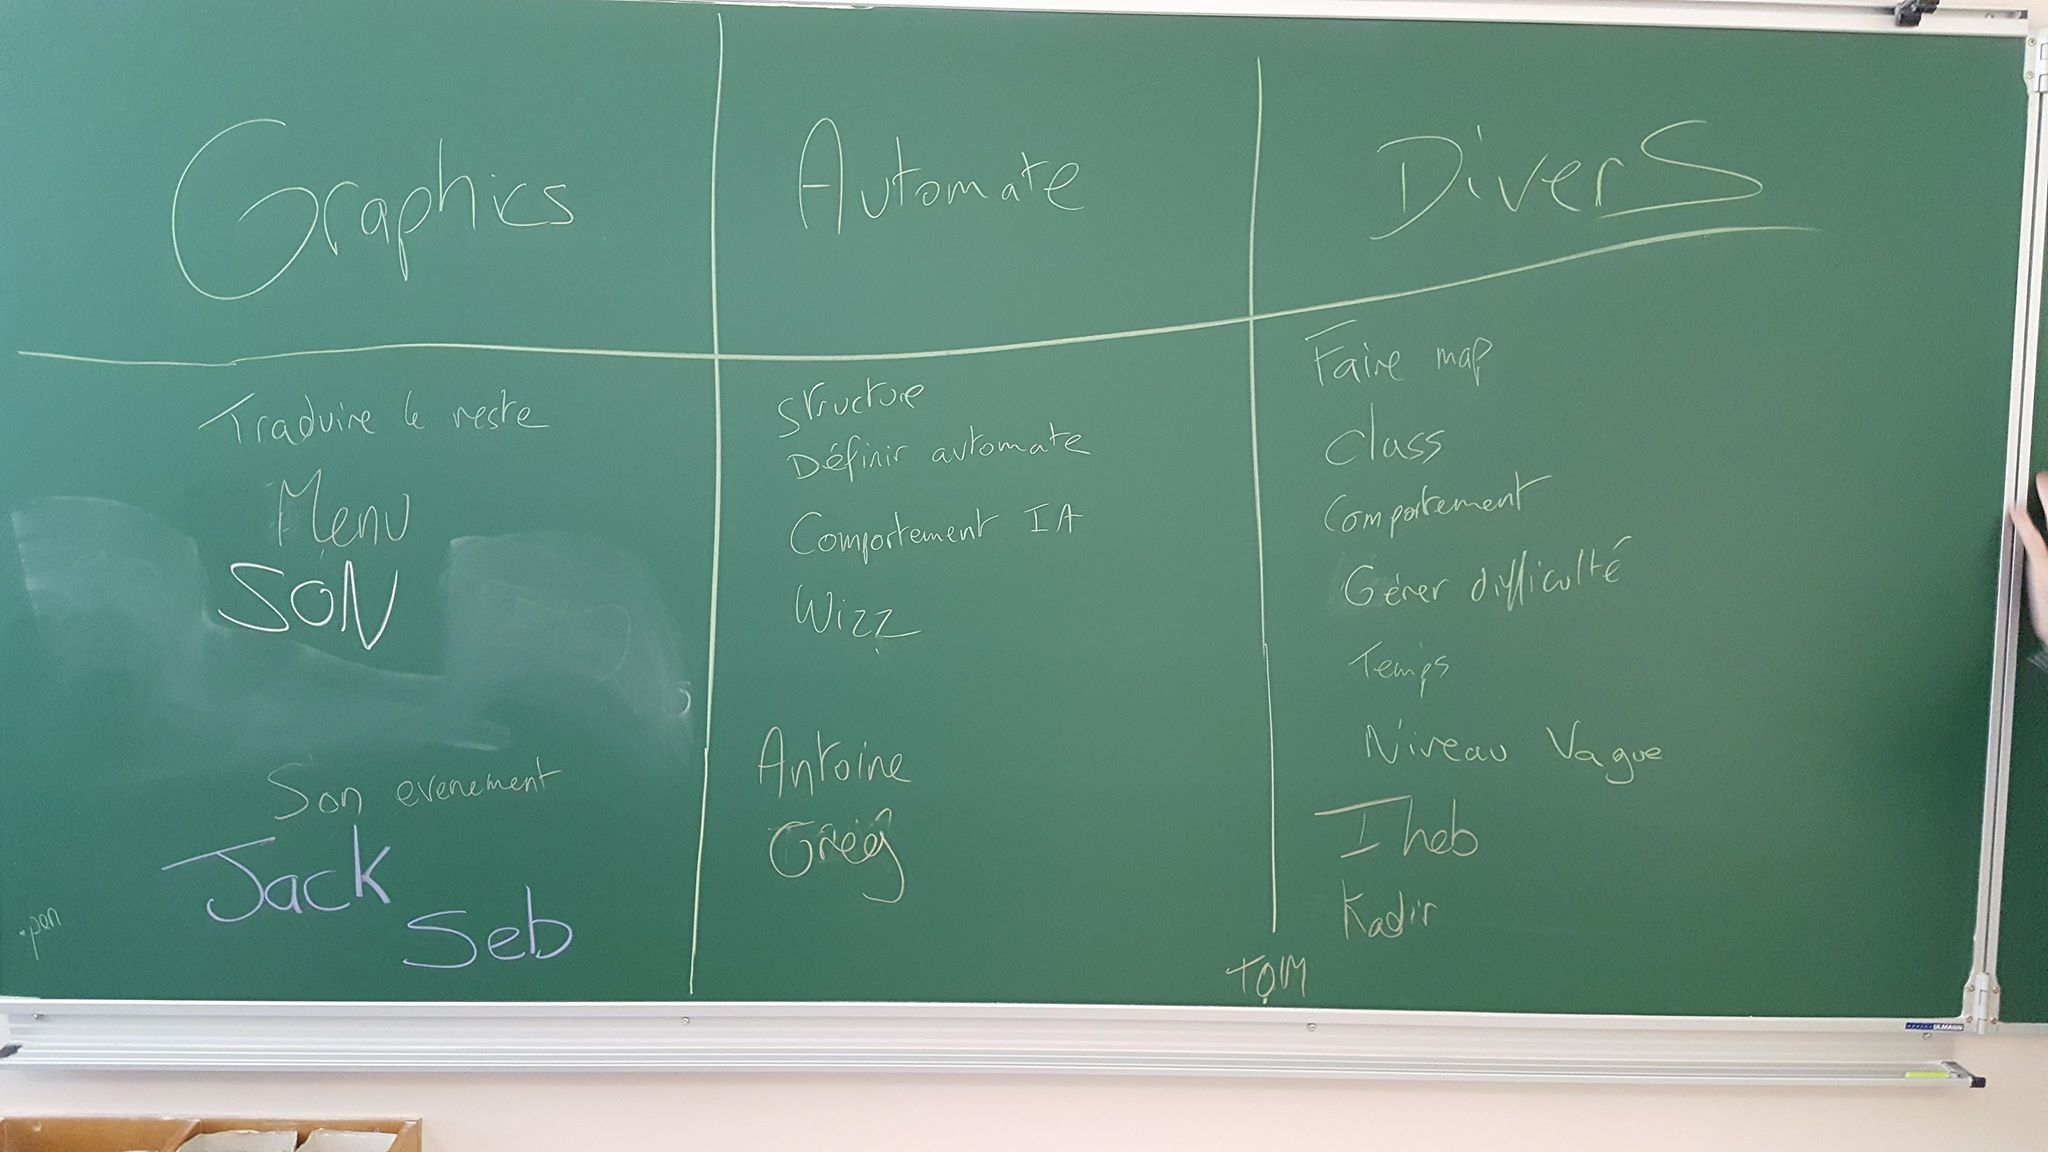 Graphics
Traduire le reste
Menu
SON
Son evenement
Jack
Seb
Automate
Structure
Définir automate
Comportement IA
Wizz
Antoine
Greg
DiverS
Faire map
Class
Comportement
Gérer difficulté
Temps
Niveau Vague
Iheb
Kadir
TOM